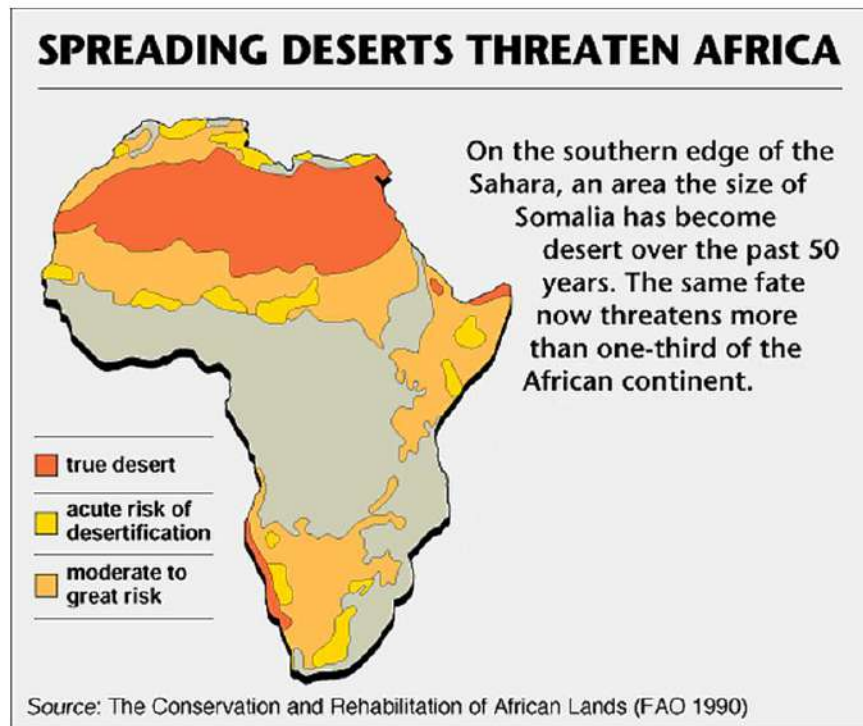 SPREADING DESERTS THREATEN AFRICA
On the southern edge of the
Sahara, an area the size of
Somalia has become
desert over the past 50
years. The same fate
now threatens more
than one-third of the
African continent.
true desert
acute risk of
desertification
moderate to
great risk
Source: The Conservation and Rehabilitation of African Lands (FAO 1990)